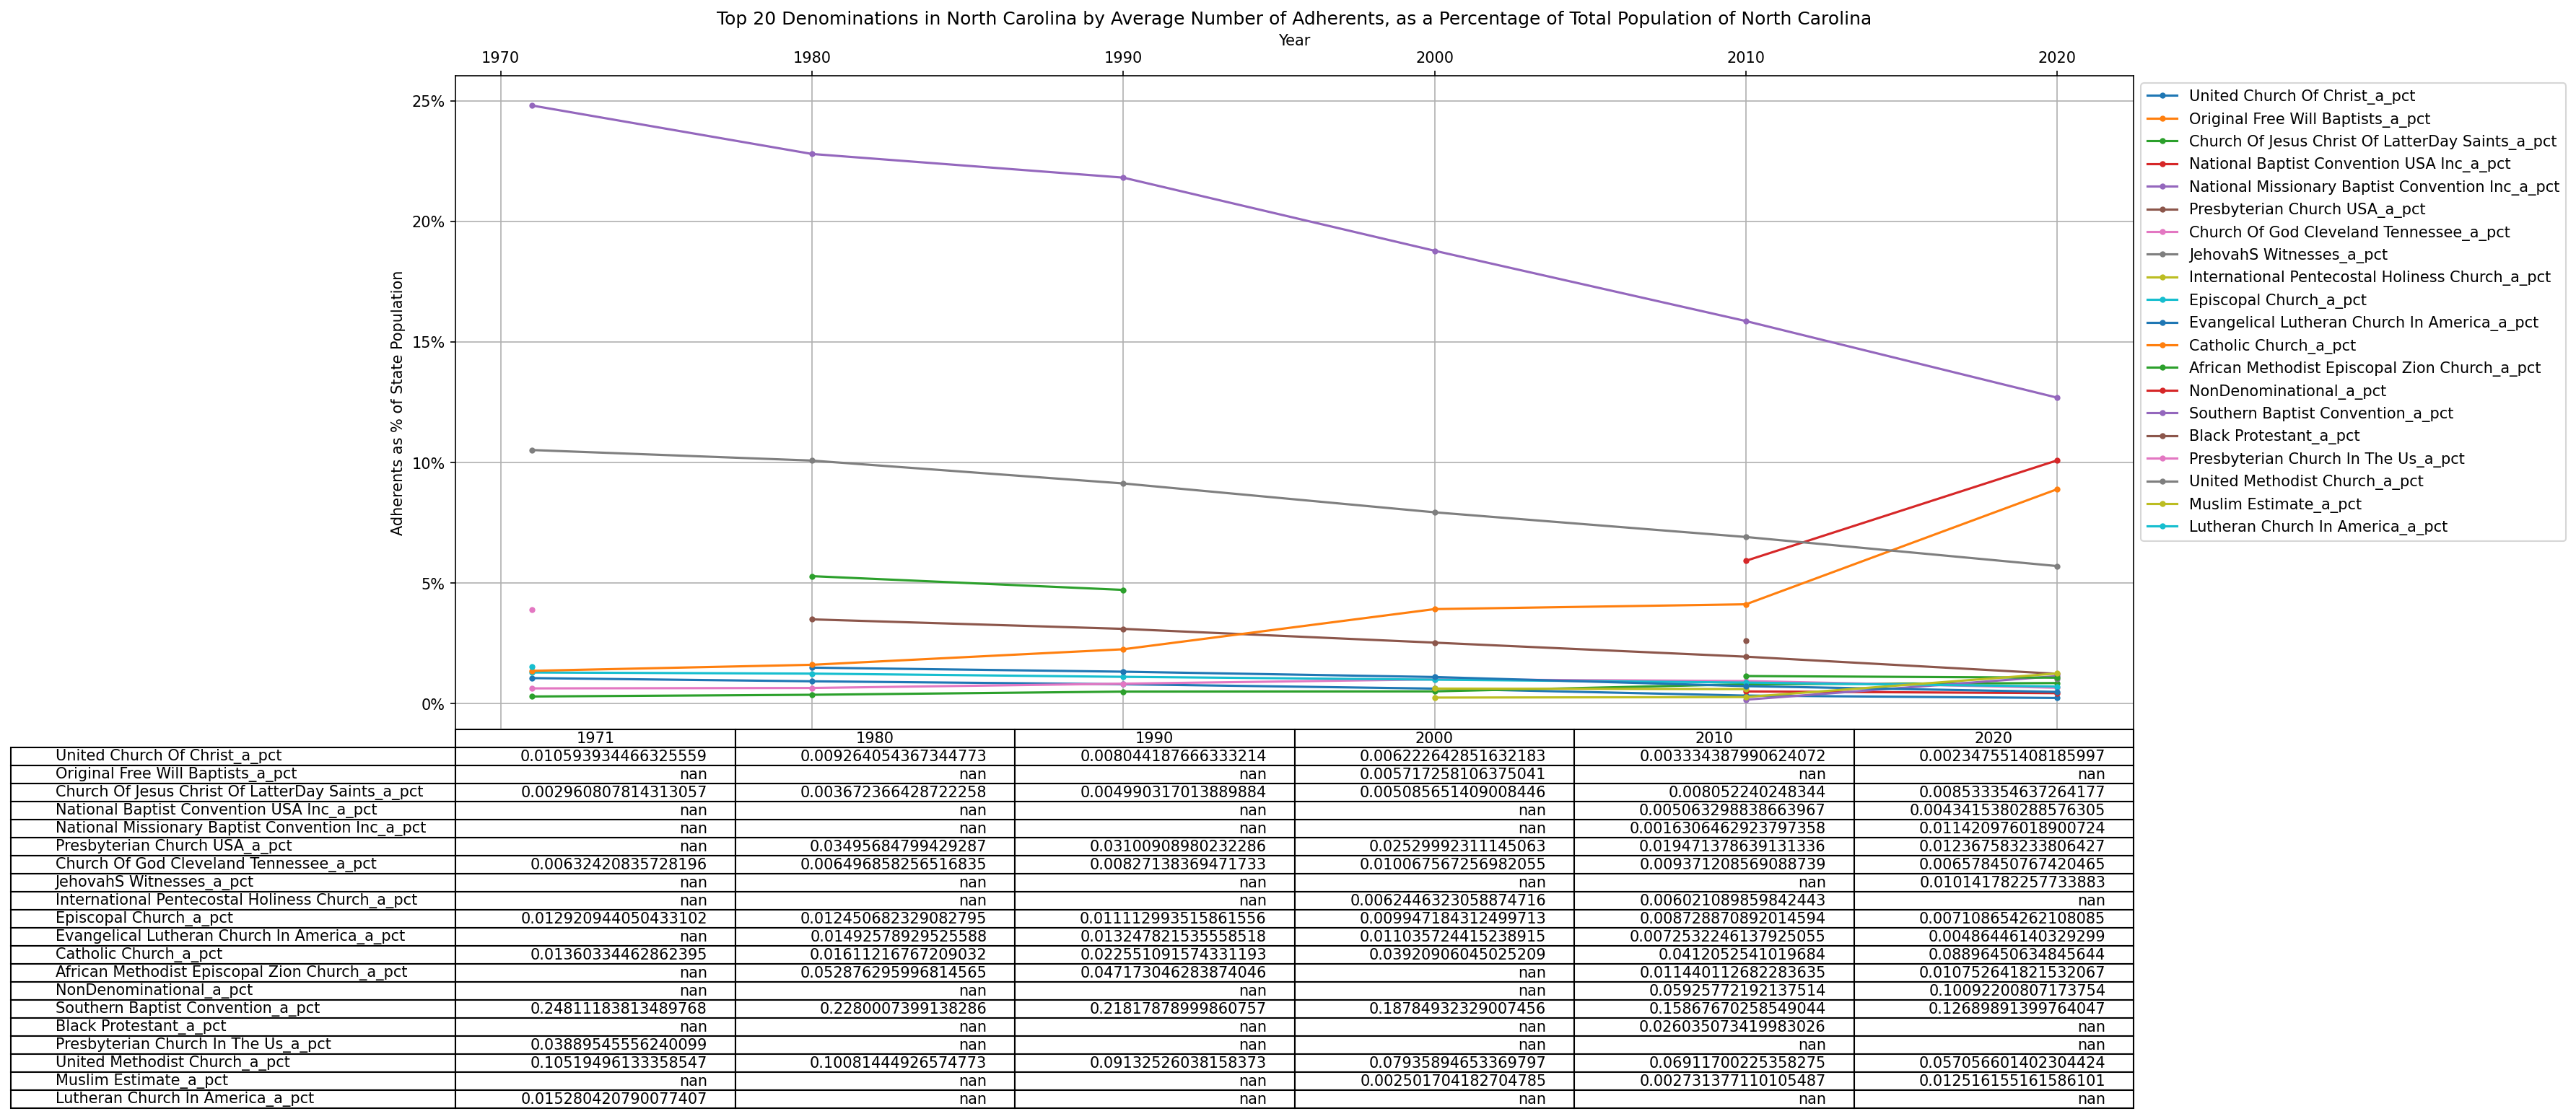 Top 20 Denominations in North Carolina by Average Number of Adherents, as a Percentage of Total Population of North Carolina
Year
1970 1980 1990 2000 2010 2020
Adherents as % of State Population
25%
20%
15%
10%
5%
0%
United Church Of Christ_a_pct
Original Free Will Baptists_a_pct
Church Of Jesus Christ Of LatterDay Saints_a_pct
National Baptist Convention USA Inc_a_pct
National Missionary Baptist Convention Inc_a_pct
Presbyterian Church USA_a_pct
Church Of God Cleveland Tennessee_a_pct
JehovahS Witnesses_a_pct
International Pentecostal Holiness Church_a_pct
Episcopal Church_a_pct
Evangelical Lutheran Church In America_a_pct
Catholic Church_a_pct
African Methodist Episcopal Zion Church_a_pct
NonDenominational_a_pct
Southern Baptist Convention_a_pct
Black Protestant_a_pct
Presbyterian Church In The Us_a_pct
United Methodist Church_a_pct
Muslim Estimate_a_pct
Lutheran Church In America_a_pct
1971 1980 1990 2000 2010 2020
United Church Of Christ_a_pct 0.010593934466325559 0.009264054367344773 0.008044187666333214 0.006222642851632183 0.003334387990624072 0.002347551408185997
Original Free Will Baptists_a_pct nan nan nan 0.005717258106375041 nan nan
Church Of Jesus Christ Of LatterDay Saints_a_pct 0.002960807814313057 0.003672366428722258 0.004990317013889884 0.005085651409008446 0.008052240248344 0.008533354637264177
National Baptist Convention USA Inc_a_pct nan nan nan nan 0.005063298838663967 0.0043415380288576305
National Missionary Baptist Convention Inc_a_pct nan nan nan nan 0.0016306462923797358 0.011420976018900724
Presbyterian Church USA_a_pct nan 0.03495684799429287 0.03100908980232286 0.02529992311145063 0.019471378639131336 0.012367583233806427
Church Of God Cleveland Tennessee_a_pct 0.00632420835728196 0.006496858256516835 0.00827138369471733 0.010067567256982055 0.009371208569088739 0.006578450767420465
JehovahS Witnesses_a_pct nan nan nan nan nan 0.010141782257733883
International Pentecostal Holiness Church_a_pct nan nan nan 0.0062446323058874716 0.006021089859842443 nan
Episcopal Church_a_pct 0.012920944050433102 0.012450682329082795 0.011112993515861556 0.009947184312499713 0.008728870892014594 0.007108654262108085
Evangelical Lutheran Church In America_a_pct nan 0.01492578929525588 0.013247821535558518 0.011035724415238915 0.0072532246137925055 0.00486446140329299
Catholic Church_a_pct 0.01360334462862395 0.01611216767209032 0.022551091574331193 0.03920906045025209 0.0412052541019684 0.08896450634845644
African Methodist Episcopal Zion Church_a_pct nan 0.052876295996814565 0.047173046283874046 nan 0.011440112682283635 0.010752641821532067
NonDenominational_a_pct nan nan nan nan 0.05925772192137514 0.10092200807173754
Southern Baptist Convention_a_pct 0.24811183813489768 0.2280007399138286 0.21817878999860757 0.18784932329007456 0.15867670258549044 0.12689891399764047
Black Protestant_a_pct nan nan nan nan 0.026035073419983026 nan
Presbyterian Church In The Us_a_pct 0.03889545556240099 nan nan nan nan nan
United Methodist Church_a_pct 0.10519496133358547 0.10081444926574773 0.09132526038158373 0.07935894653369797 0.06911700225358275 0.057056601402304424
Muslim Estimate_a_pct nan nan nan 0.002501704182704785 0.002731377110105487 0.012516155161586101
Lutheran Church In America_a_pct 0.015280420790077407 nan nan nan nan nan